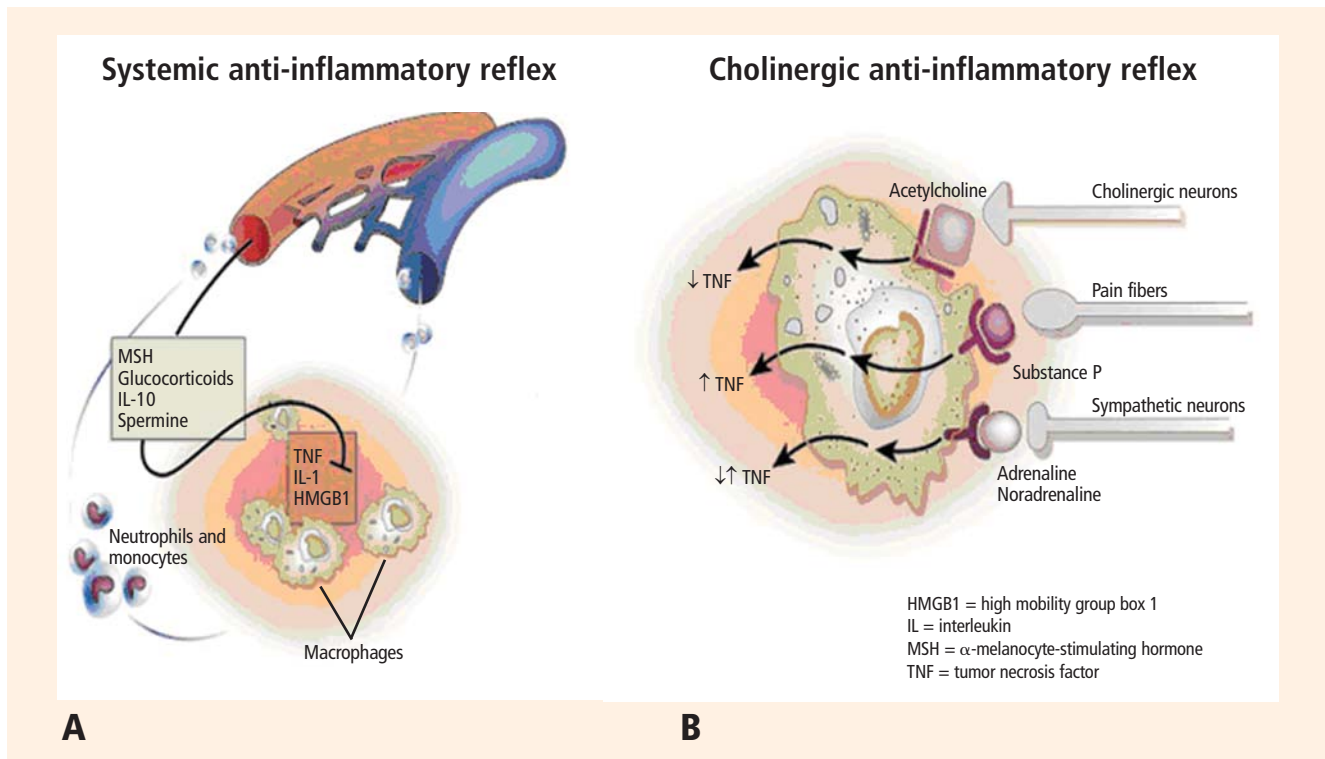 Systemic anti-inflammatory reflex
MSH
Glucocorticoids
IL-10
Spermine
TNF
IL-1
HMGB1
Neutrophils and
monocytes
Macrophages
A
Cholinergic anti-inflammatory reflex
Acetylcholine
Cholinergic neurons
↓ TNF
Pain fibers
↑ TNF
Substance P
Sympathetic neurons
↓↑ TNF
Adrenaline
Noradrenaline
HMGB1 = high mobility group box 1
IL = interleukin
MSH = α-melanocyte-stimulating hormone
TNF = tumor necrosis factor
B